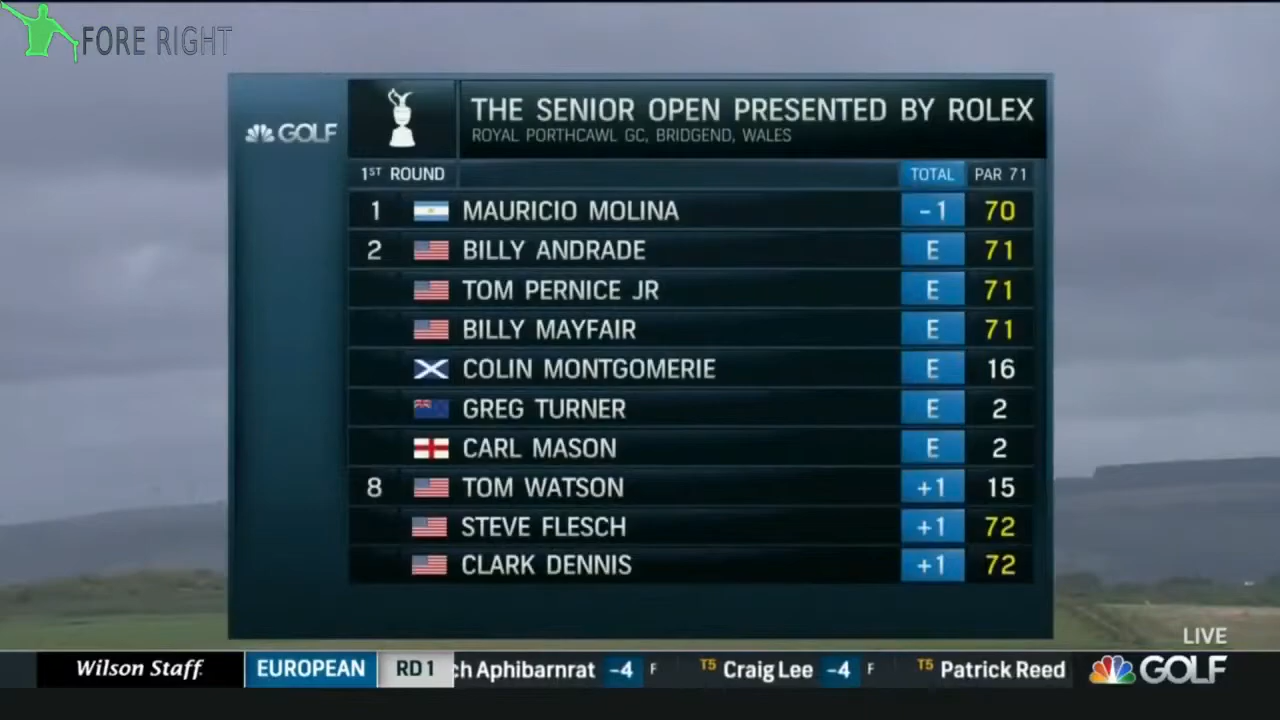 FORE RIGHT
GOLF
THE SENIOR OPEN PRESENTED BY ROLEX
ROYAL PORTHCAWL GC, BRIDGEND, WALES
1ST ROUND TOTAL PAR 71
1 MAURICIO MOLINA -1 70
2 BILLY ANDRADE E 71
TOM PERNICE JR E 71
BILLY MAYFAIR E 71
COLIN MONTGOMERIE E 16
GREG TURNER E 2
CARL MASON E 2
8 TOM WATSON +1 15
STEVE FLESCH +1 72
CLARK DENNIS +1 72
LIVE
Wilson Staff. EUROPEAN RD 1 ch Aphibarnrat -4 F T5 Craig Lee -4 F T5 Patrick Reed GOLF